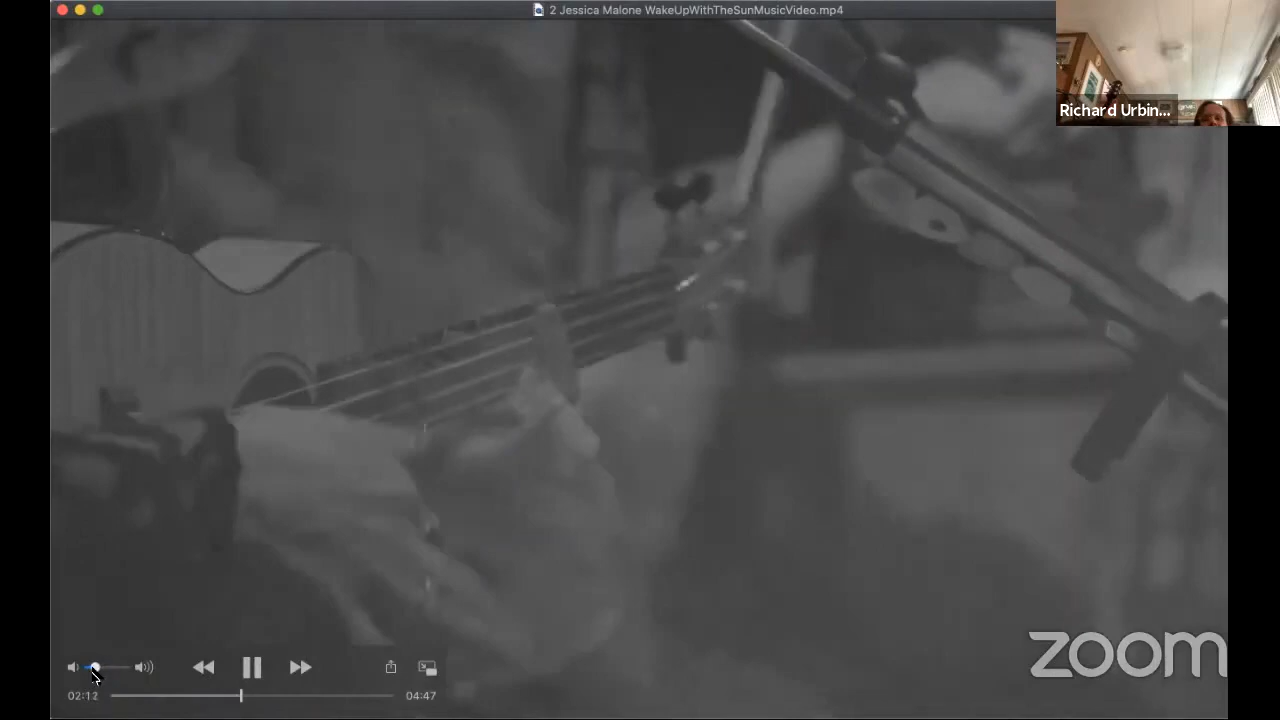 2 Jessica Malone WakeUpWithTheSunMusicVideo.mp4
Richard Urbin...
02:12
04:47
zoom